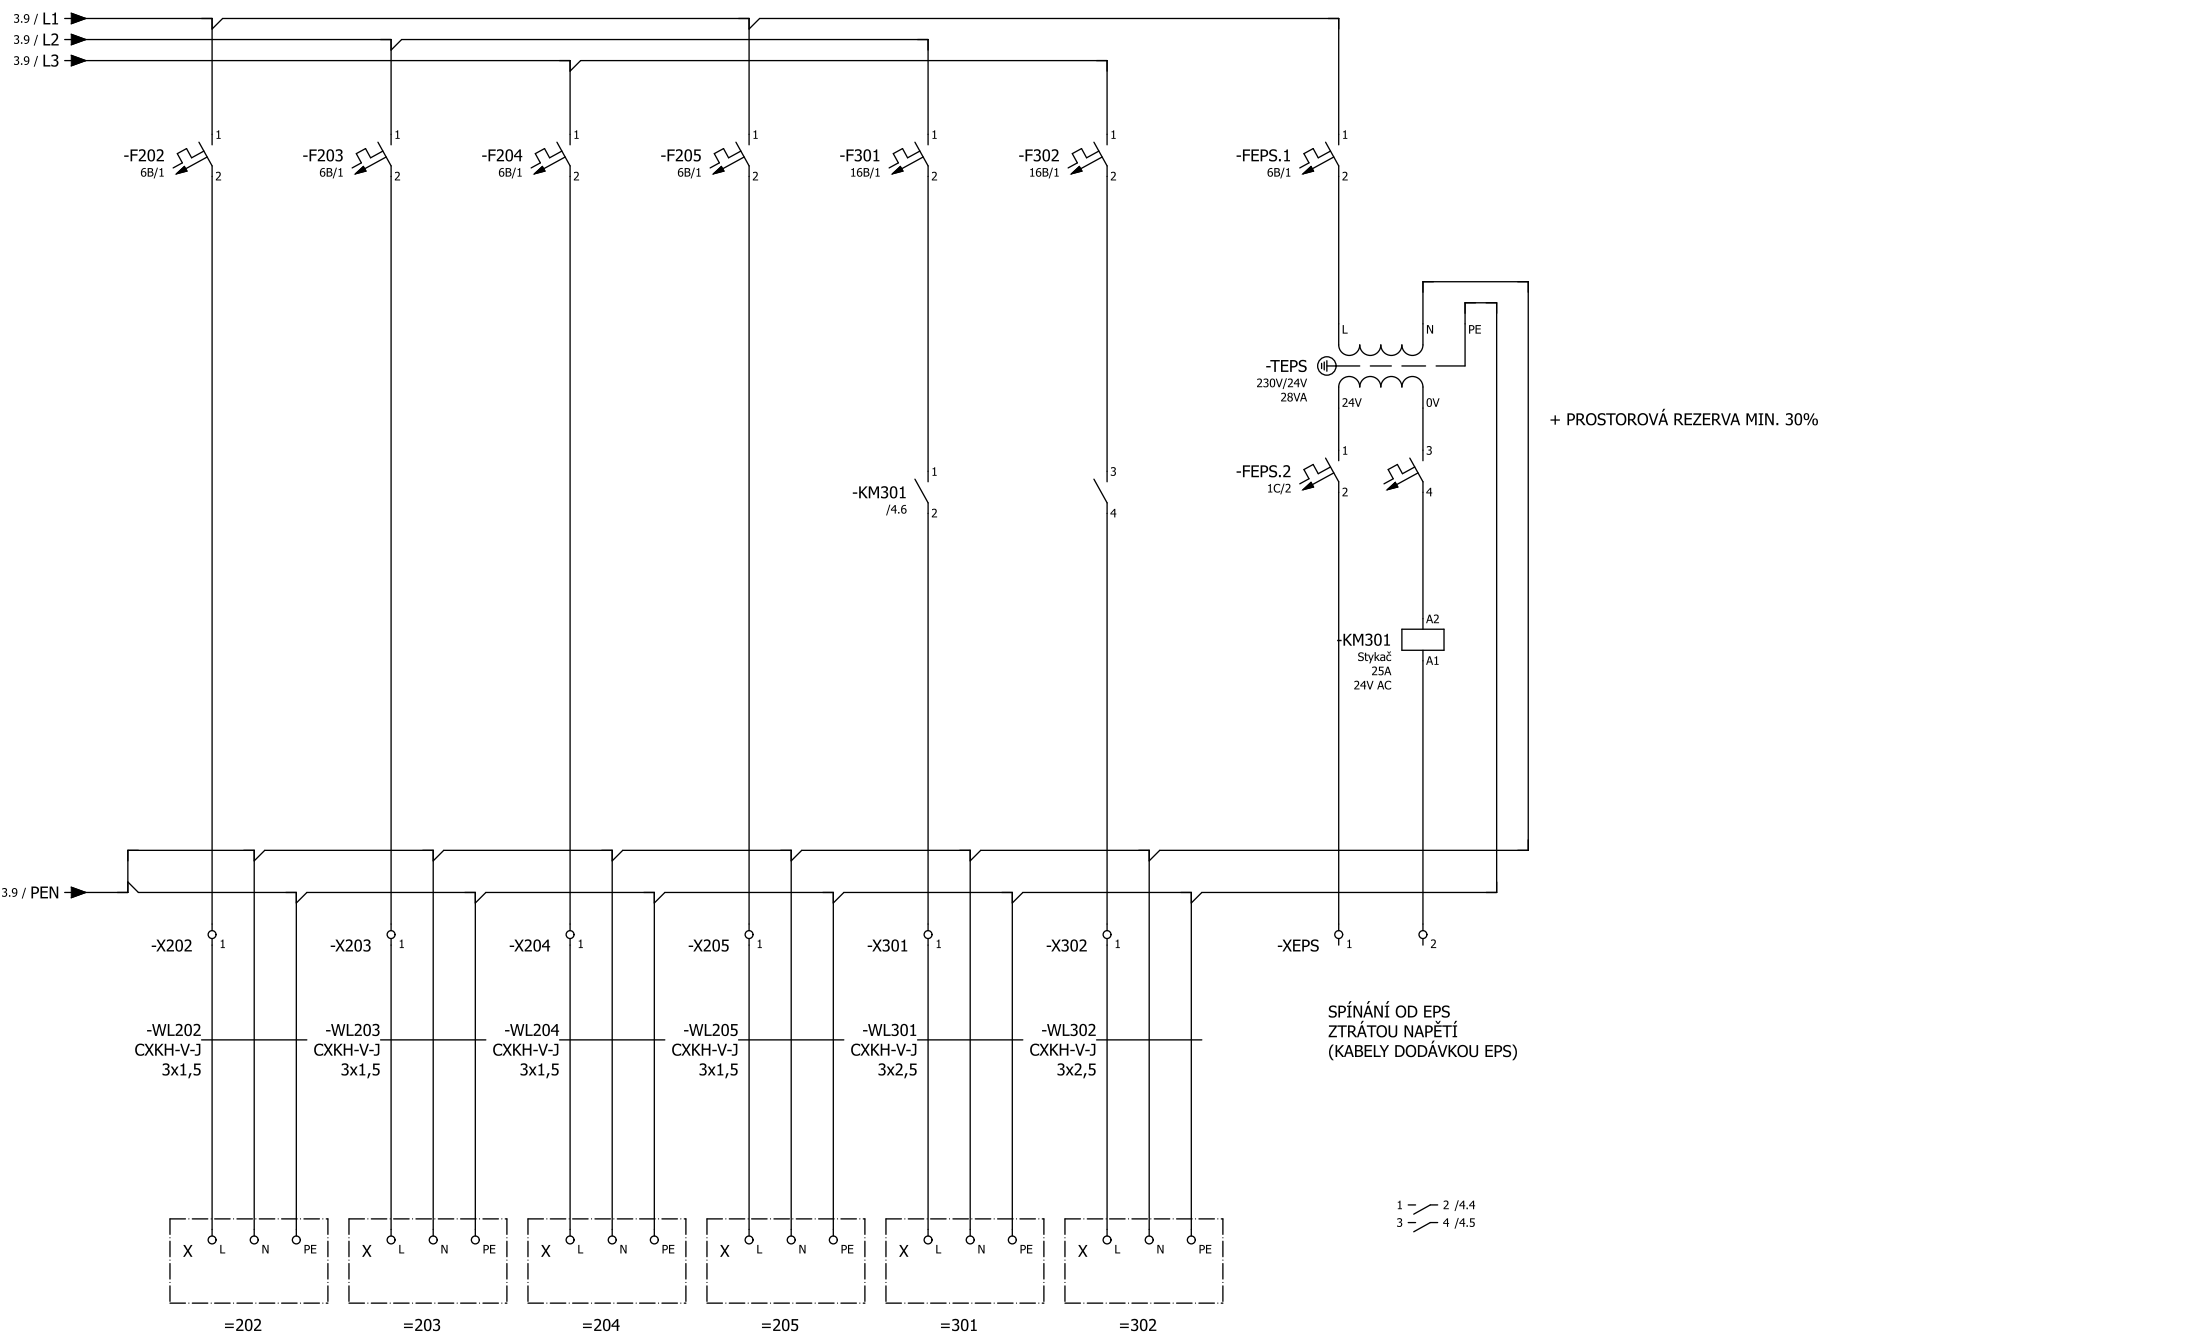 3.9 / L1
3.9 / L2
3.9 / L3
1 1 1 1 1 1 1
-F202 -F203 -F204 -F205 -F301 -F302 -FEPS.1
6B/1 6B/1 6B/1 6B/1 16B/1 16B/1 6B/1
2 2 2 2 2 2 2
L N PE
-TEPS
230V/24V
28VA
24V 0V
+ PROSTOROVÁ REZERVA MIN. 30%
1 3
-FEPS.2
1C/2
2 4
1 3
-KM301
/4.6
2 4
A2
-KM301
Stykač
25A
24V AC
A1
3.9 / PEN
-X202 1 -X203 1 -X204 1 -X205 1 -X301 1 -X302 1 -XEPS 1 2
SPÍNÁNÍ OD EPS
ZTRÁTOU NAPĚTÍ
(KABELY DODÁVKOU EPS)
-WL202 -WL203 -WL204 -WL205 -WL301 -WL302
CXKH-V-J CXKH-V-J CXKH-V-J CXKH-V-J CXKH-V-J CXKH-V-J
3x1,5 3x1,5 3x1,5 3x1,5 3x2,5 3x2,5
1 2 /4.4
3 4 /4.5
X L N PE X L N PE X L N PE X L N PE X L N PE X L N PE
=202 =203 =204 =205 =301 =302